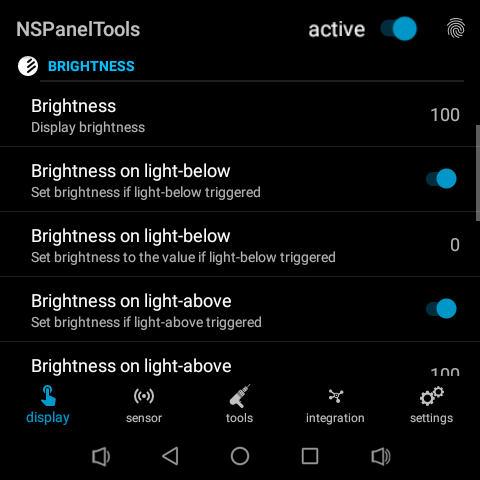 NSPanelTools active
BRIGHTNESS
Brightness
Display brightness
100
Brightness on light-below
Set brightness if light-below triggered
Brightness on light-below
Set brightness to the value if light-below triggered
0
Brightness on light-above
Set brightness if light-above triggered
Brightness on light-above
100
display sensor tools integration settings